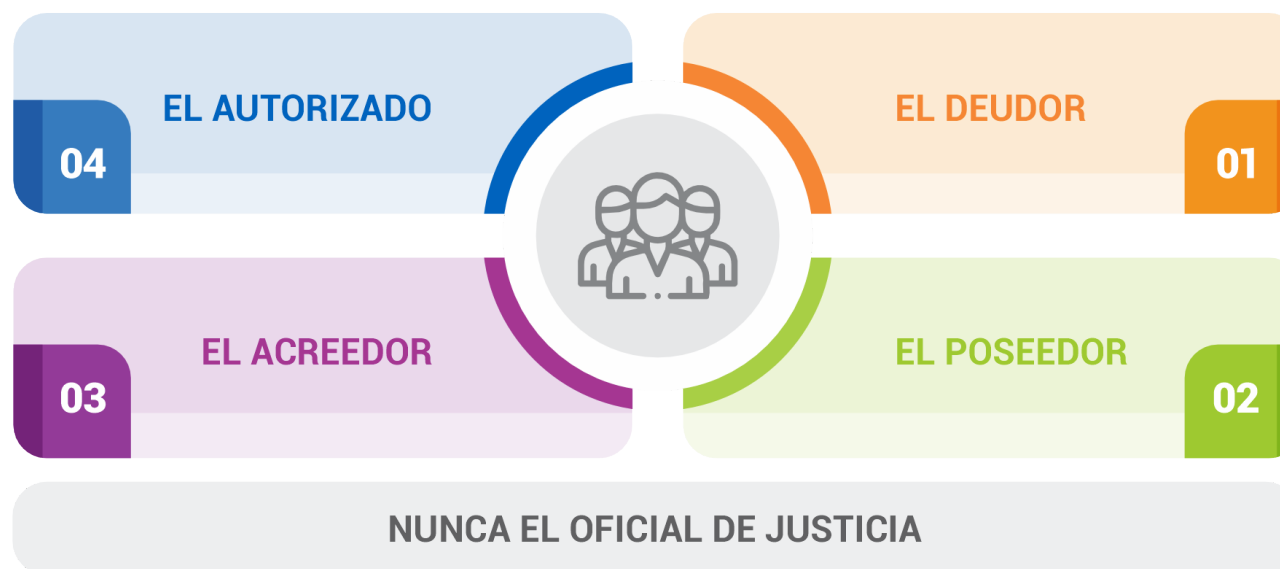 EL AUTORIZADO
04
EL DEUDOR
01
EL ACREEDOR
03
EL POSEEDOR
02
NUNCA EL OFICIAL DE JUSTICIA